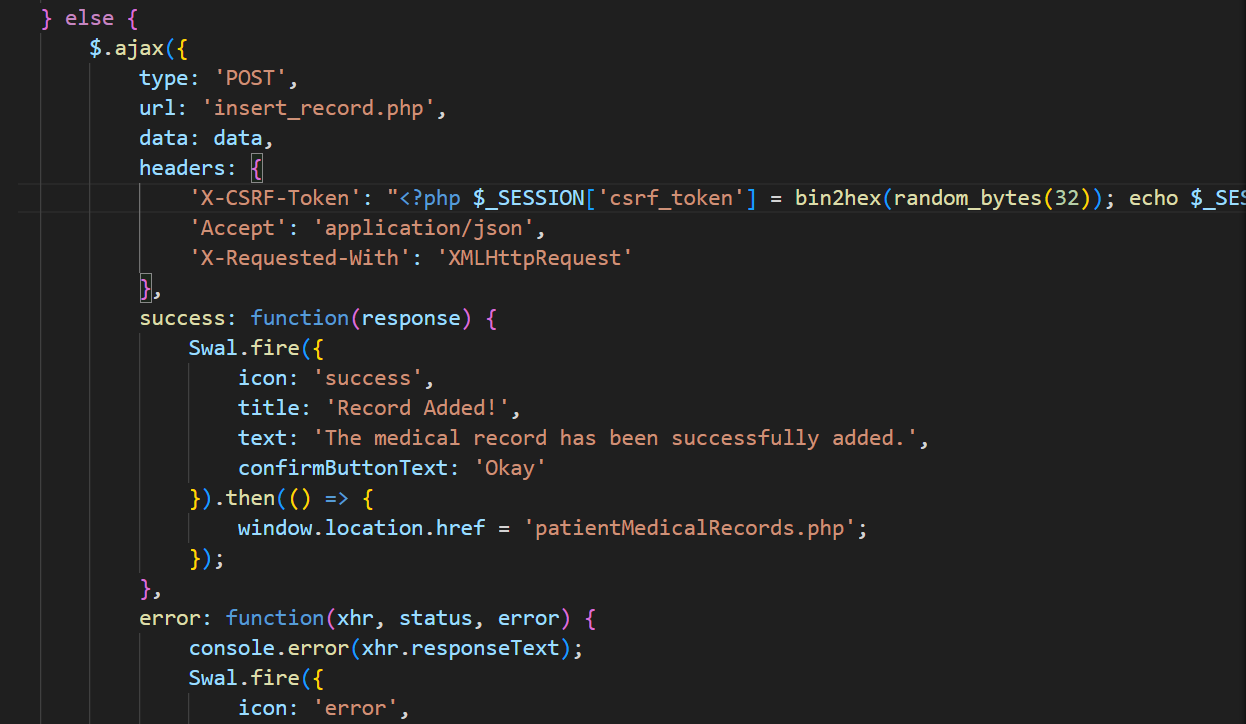 } else {
$.ajax({
type: 'POST',
url: 'insert_record.php',
data: data,
headers: {
'X-CSRF-Token': "<?php $_SESSION['csrf_token'] = bin2hex(random_bytes(32)); echo $_SES
'Accept': 'application/json',
'X-Requested-With': 'XMLHttpRequest'
},
success: function(response) {
Swal.fire({
icon: 'success',
title: 'Record Added!',
text: 'The medical record has been successfully added.',
confirmButtonText: 'Okay'
}).then(() => {
window.location.href = 'patientMedicalRecords.php';
});
},
error: function(xhr, status, error) {
console.error(xhr.responseText);
Swal.fire({
icon: 'error',